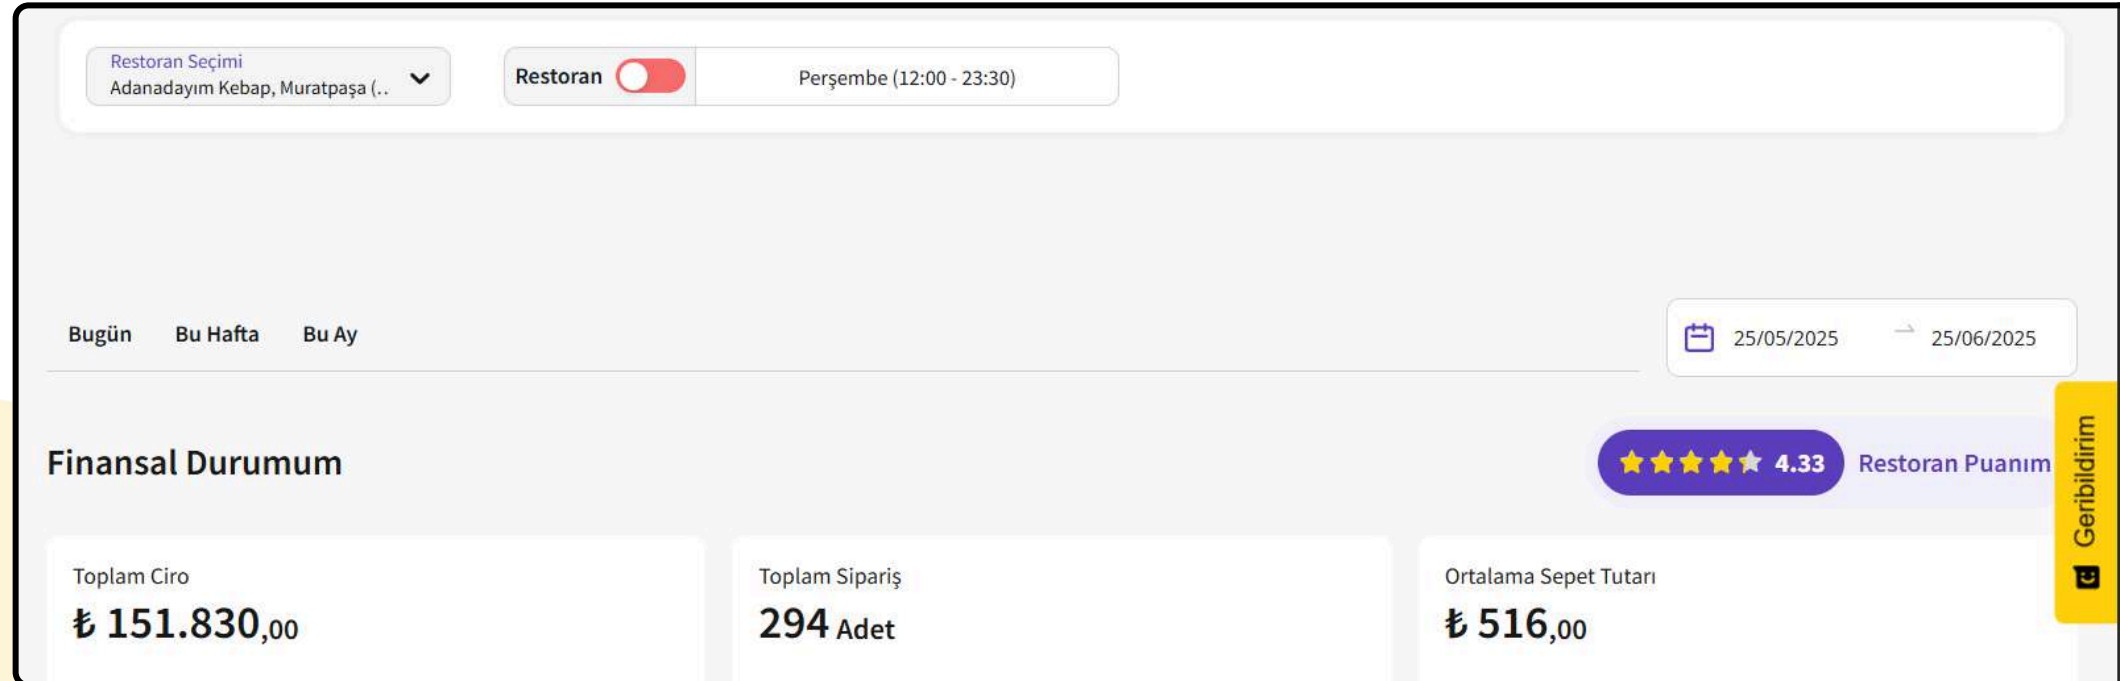 Restoran Seçimi
Adanadayım Kebap, Muratpaşa (..
Restoran
Perşembe (12:00 - 23:30)
Bugün Bu Hafta Bu Ay
25/05/2025 → 25/06/2025
Finansal Durumum
4.33 Restoran Puanım
Geribildirim
Toplam Ciro
₺ 151.830,00
Toplam Sipariş
294 Adet
Ortalama Sepet Tutarı
₺ 516,00